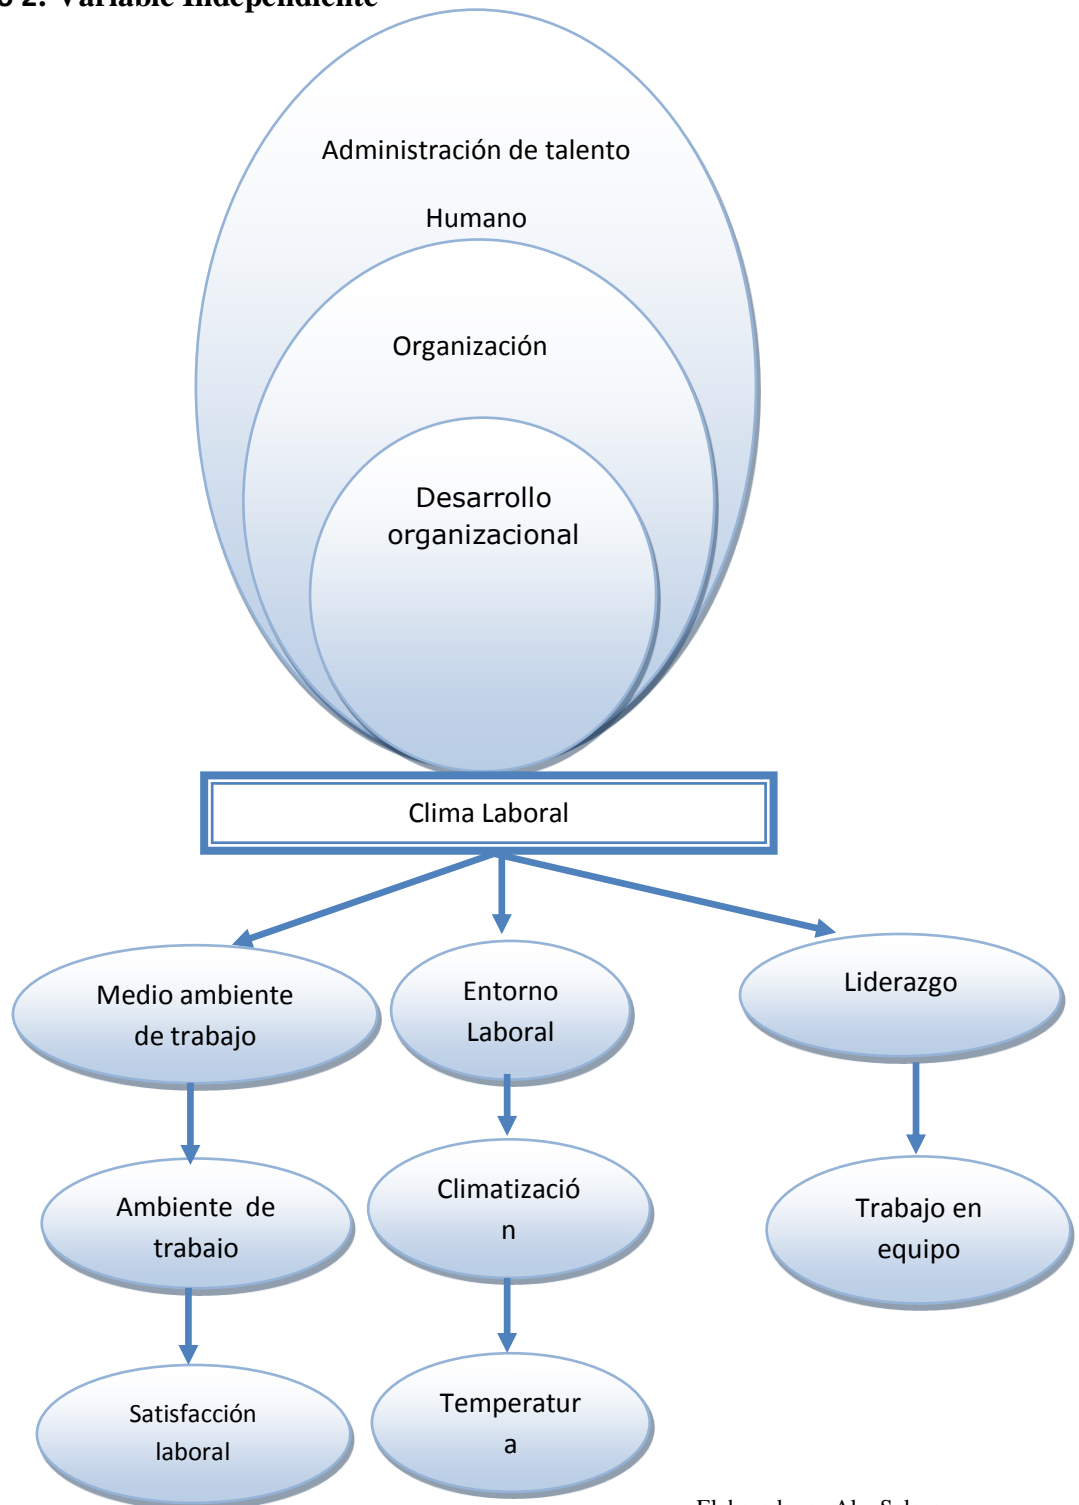 2. Variable Independiente
Administración de talento
Humano
Organización
Desarrollo
organizacional
Clima Laboral
Medio ambiente
de trabajo
Entorno
Laboral
Liderazgo
Ambiente de
trabajo
Climatizació
n
Trabajo en
equipo
Satisfacción
laboral
Temperatur
a